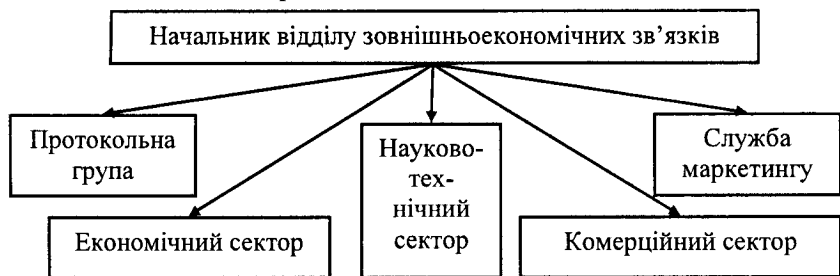 Начальник відділу зовнішньоекономічних зв’язків
Протокольна
група
Науково-
тех-
нічний
сектор
Служба
маркетингу
Економічний сектор
Комерційний сектор